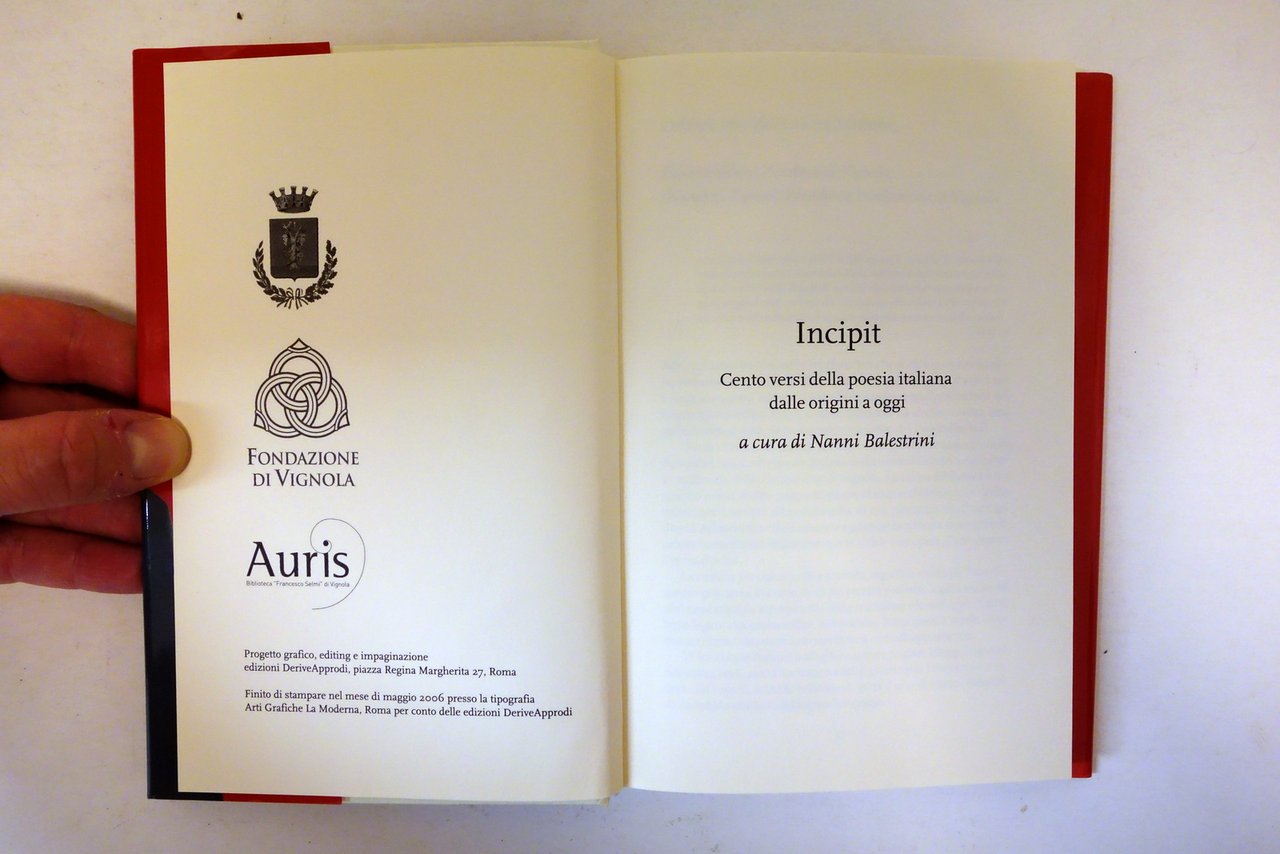 FONDAZIONE
DI VIGNOLA
Auris
Biblioteca "Francesco Selmi" di Vignola
Progetto grafico, editing e impaginazione
edizioni DeriveApprodi, piazza Regina Margherita 27, Roma
Finito di stampare nel mese di maggio 2006 presso la tipografia
Arti Grafiche La Moderna, Roma per conto delle edizioni DeriveApprodi
Incipit
Cento versi della poesia italiana
dalle origini a oggi
a cura di Nanni Balestrini